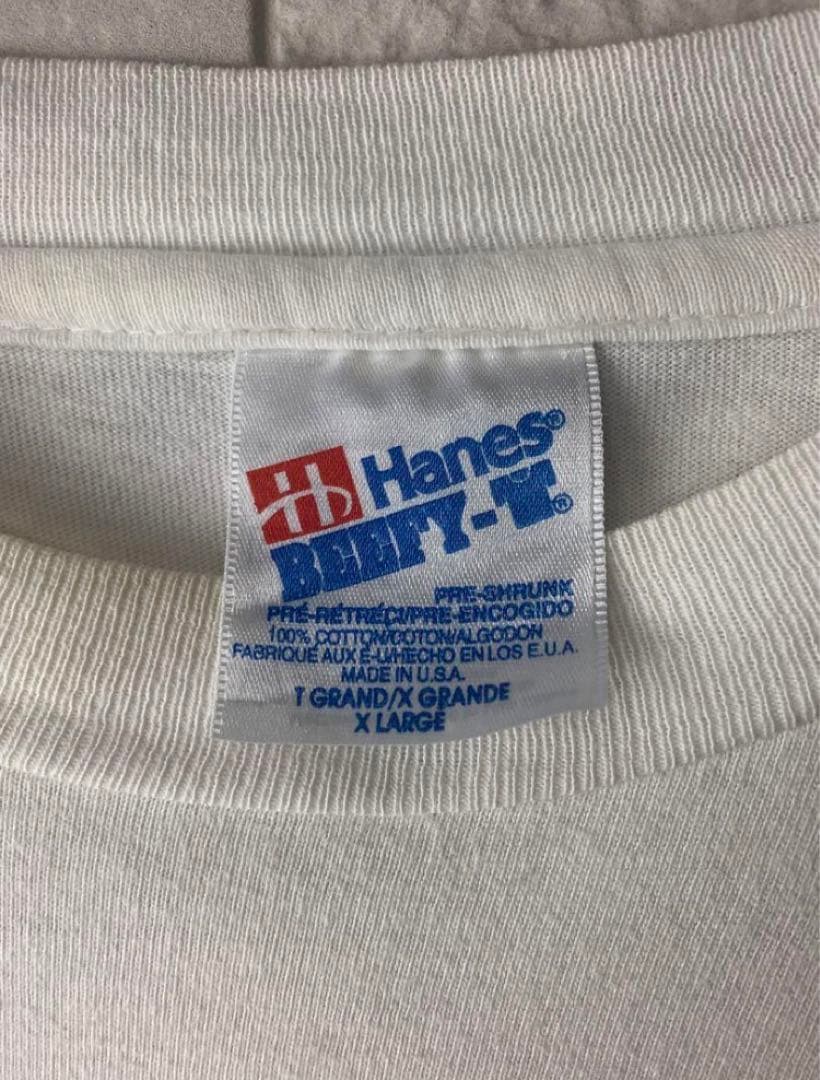 Hanes®
BEEFY-T®
PRE-SHRUNK
PRÉ-RÉTRÉCI/PRE-ENCOGIDO
100% COTTON/COTON/ALGODON
FABRIQUE AUX É-U/HECHO EN LOS E.U.A.
MADE IN U.S.A.
T GRAND/X GRANDE
X LARGE